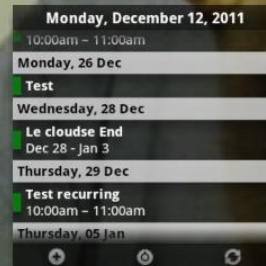 Monday, December 12, 2011
10:00am – 11:00am
Monday, 26 Dec
Test
Wednesday, 28 Dec
Le cloudse End
Dec 28 - Jan 3
Thursday, 29 Dec
Test recurring
10:00am – 11:00am
Thursday, 05 Jan